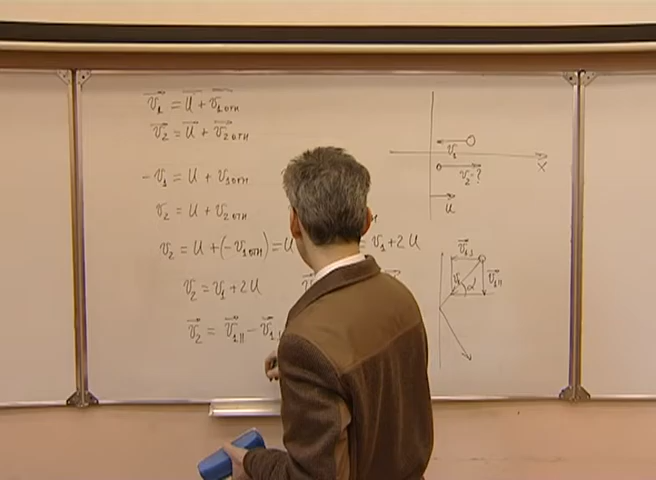 v₁ = u + v₁отн
v₂ = u + v₂отн
-v₁ = u + v₁отн
v₂ = u + v₂отн
v₂ = u + (-v₁отн) = u
= v₁ + 2u
v₂ = v₁ + 2u
v₂ = v₁∥ - v₁
v₁
v₂ - ?
x
u
v₁⊥
v₁
α
v₁∥